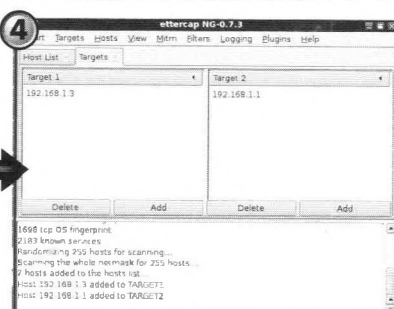 4
ettercap NG-0.7.3
Targets Hosts View Mitm Filters Logging Plugins Help
Host List Targets
Target 1 Target 2
192.168.1.3 192.168.1.1
Delete Add Delete Add
1698 tcp OS fingerprint
2183 known services
Randomizing 255 hosts for scanning...
Scanning the whole netmask for 255 hosts...
7 hosts added to the hosts list...
Host 192.168.1.3 added to TARGET1
Host 192.168.1.1 added to TARGET2